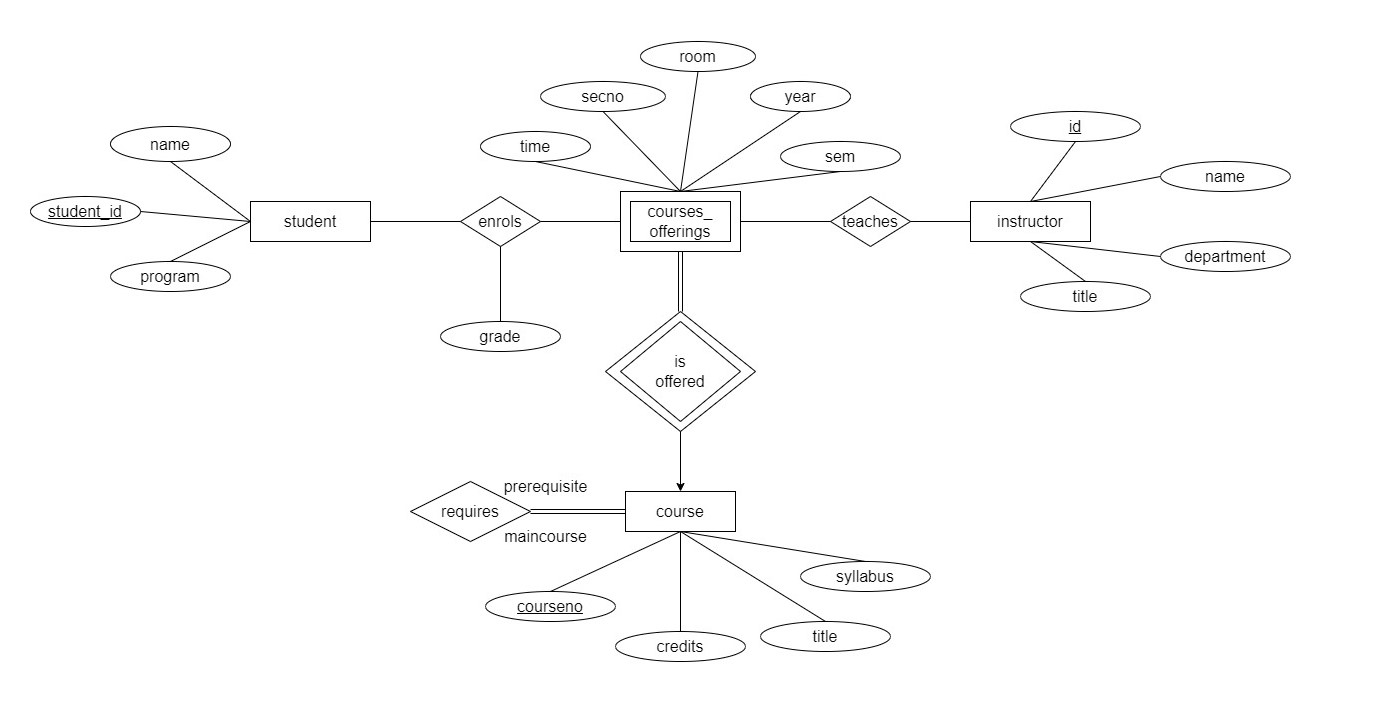 room
secno
year
time
sem
name
id
name
student_id
student
enrols
courses_
offerings
teaches
instructor
program
department
title
grade
is
offered
prerequisite
requires
course
maincourse
syllabus
courseno
title
credits